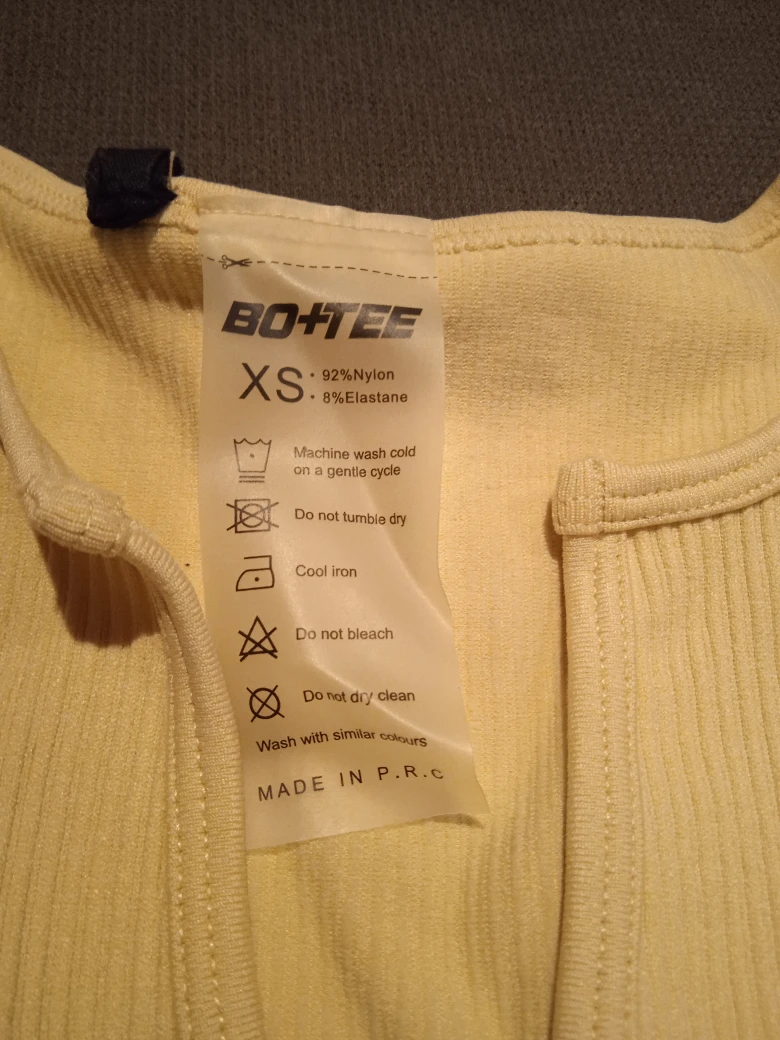 BO+TEE
XS: 92%Nylon
8%Elastane
Machine wash cold
on a gentle cycle
Do not tumble dry
Cool iron
Do not bleach
Do not dry clean
Wash with similar colours
MADE IN P.R.c